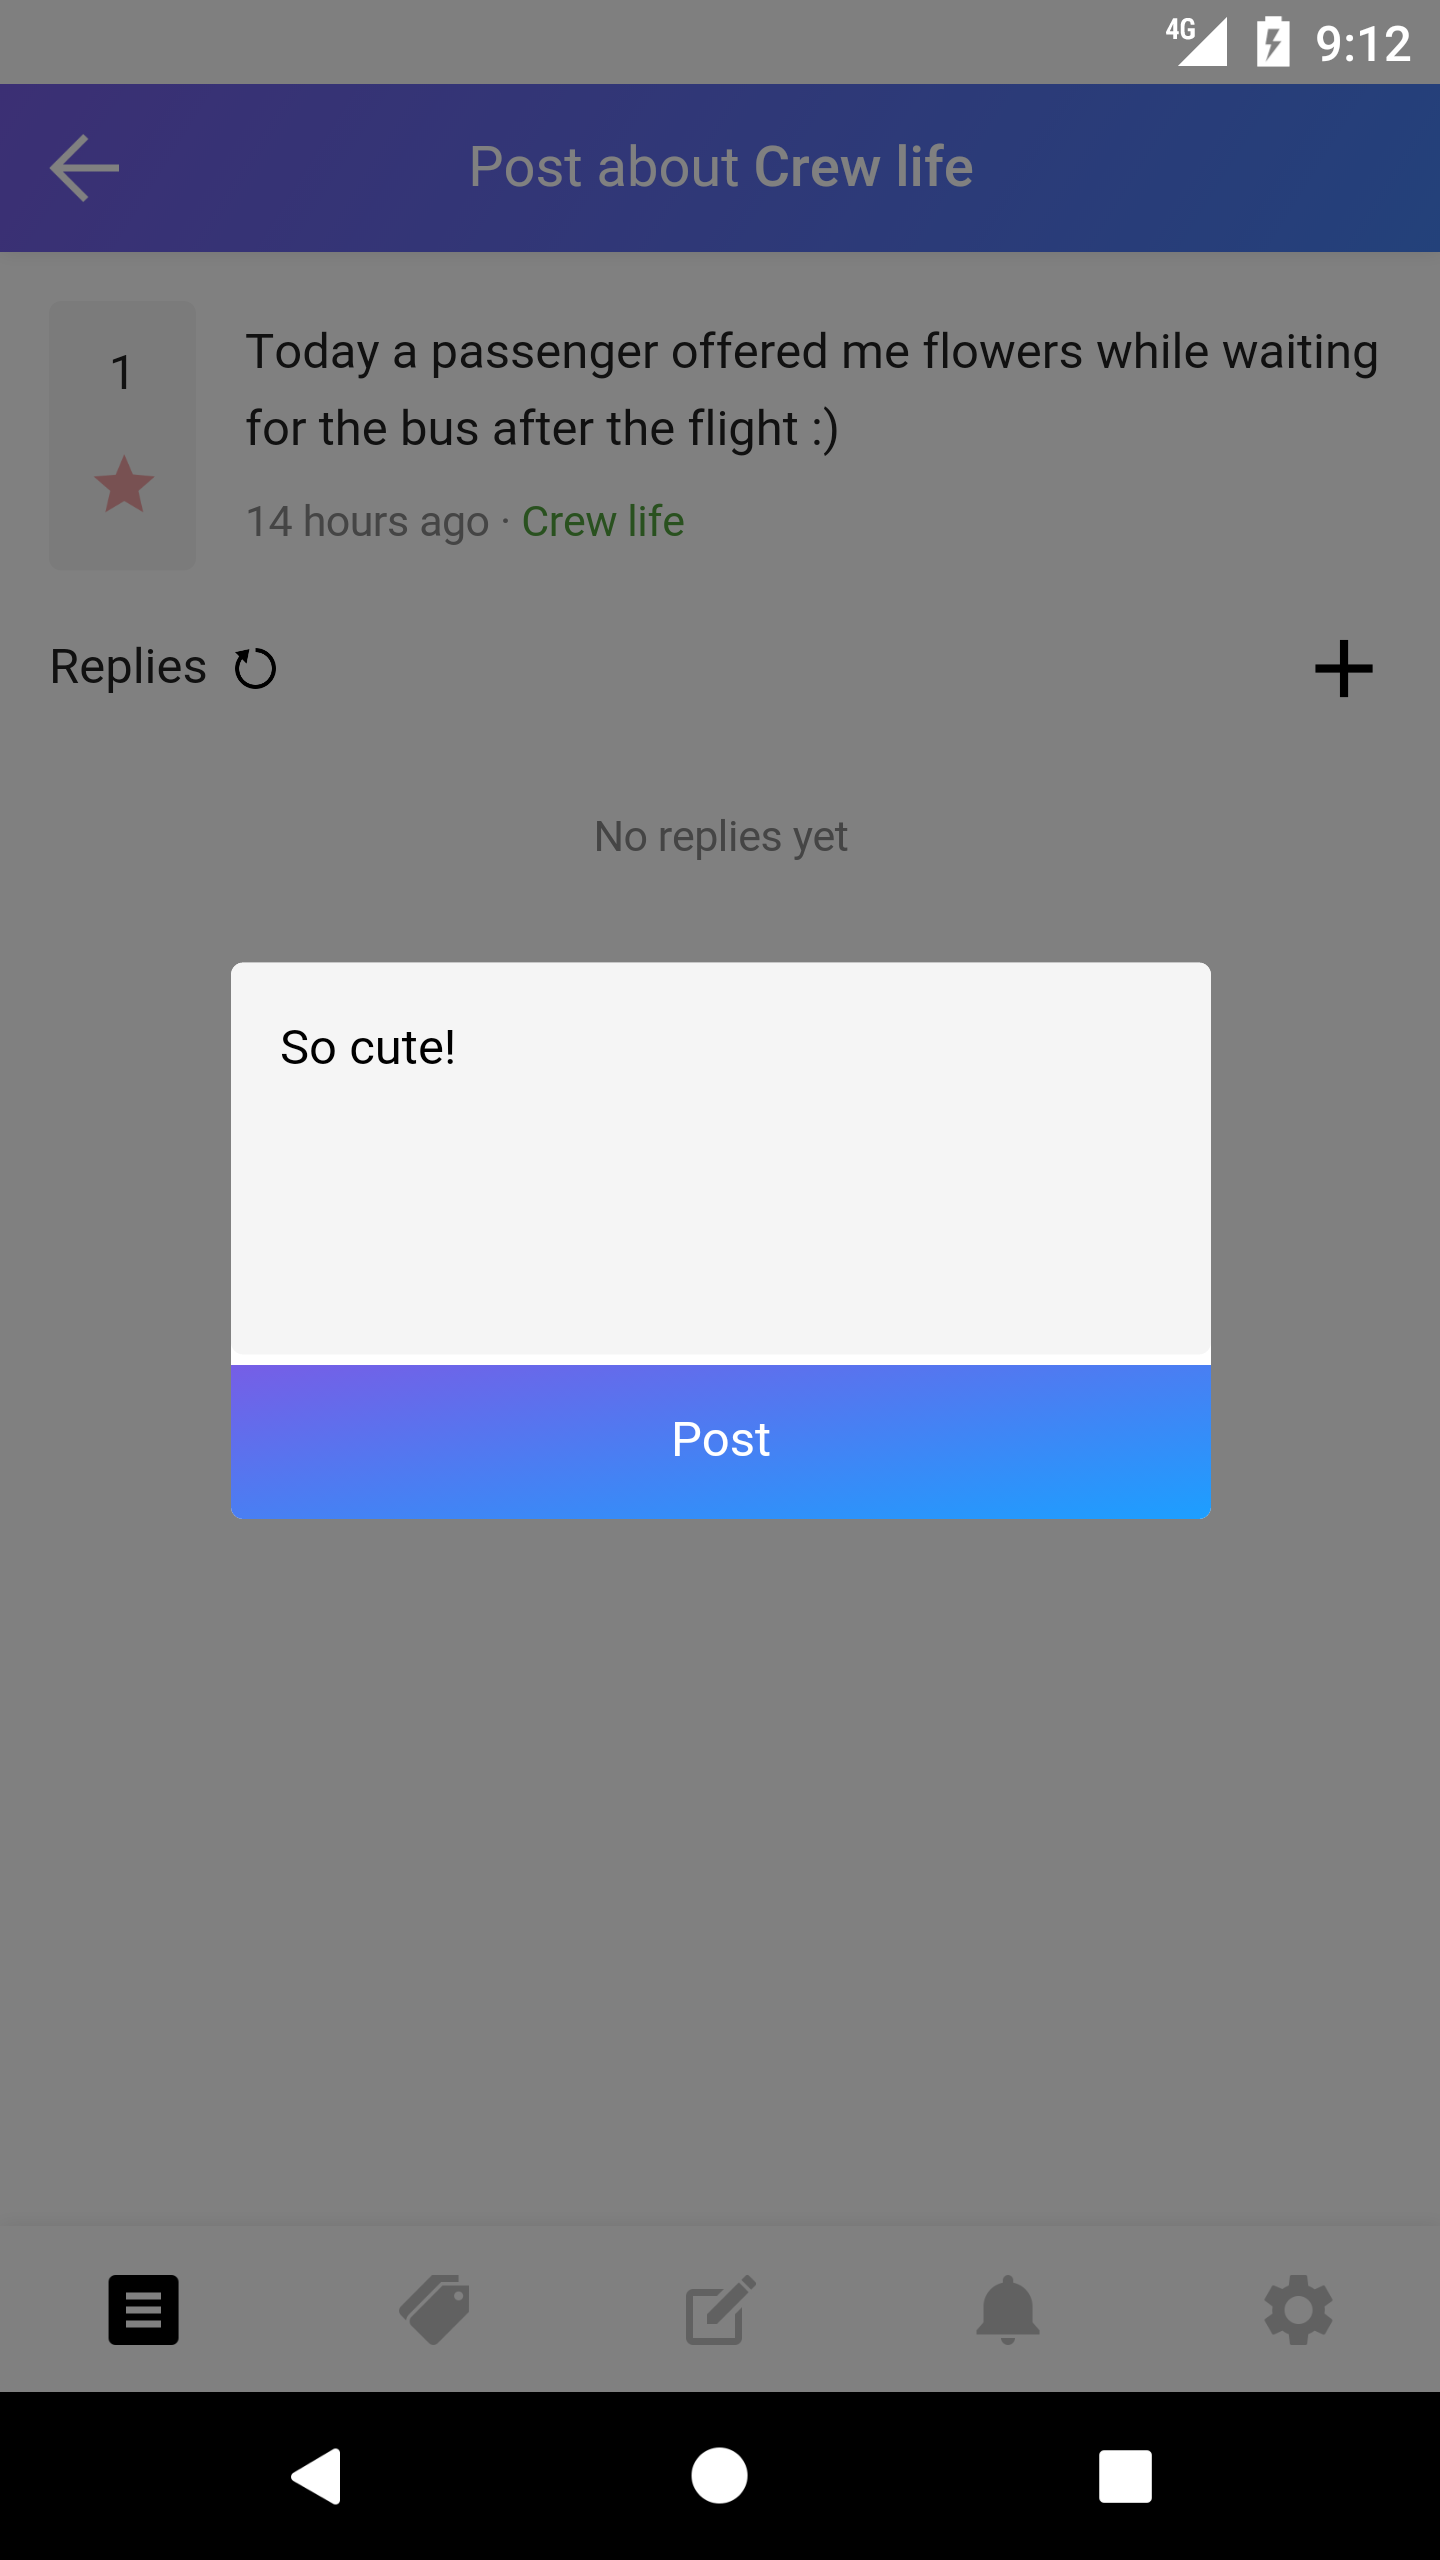 4G 9:12
Post about Crew life
1
Today a passenger offered me flowers while waiting
for the bus after the flight :)
14 hours ago · Crew life
Replies
No replies yet
So cute!
Post